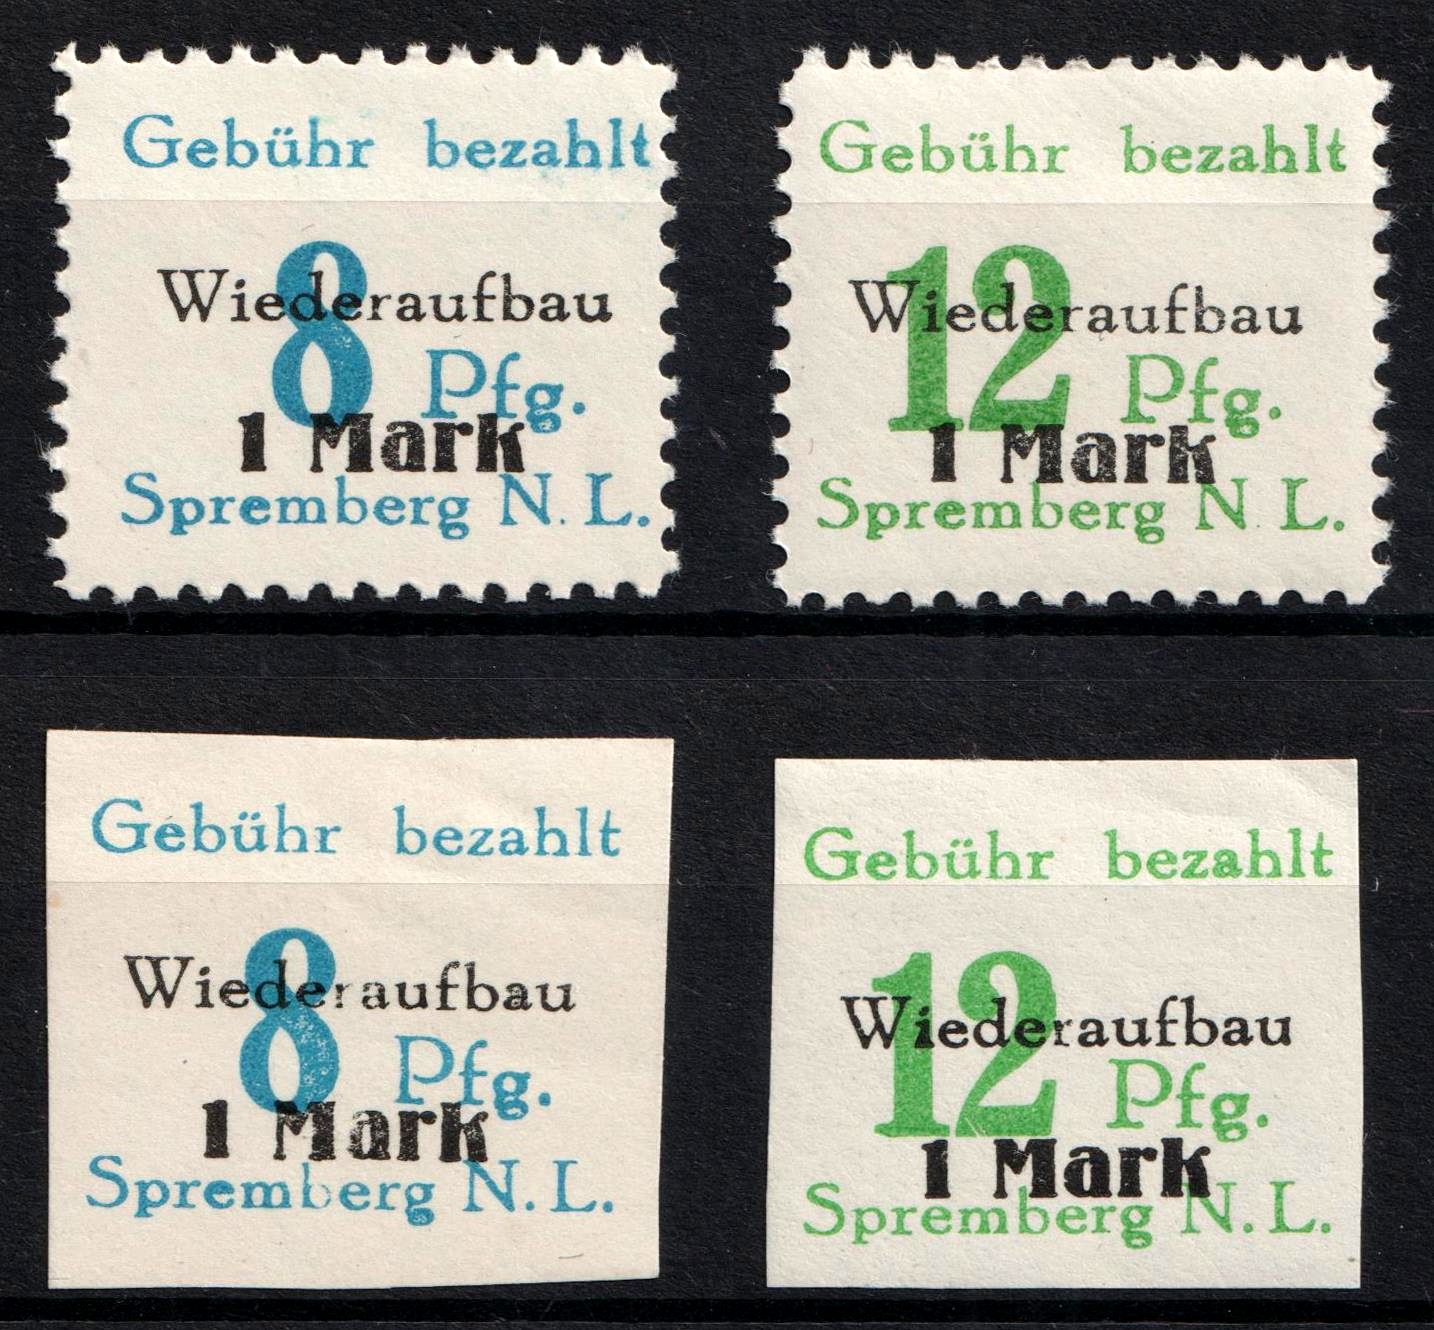 Gebühr bezahlt
8
Wiederaufbau
Pfg.
1 Mark
Spremberg N. L.
Gebühr bezahlt
12
Wiederaufbau
Pfg.
1 Mark
Spremberg N. L.
Gebühr bezahlt
8
Wiederaufbau
Pfg.
1 Mark
Spremberg N. L.
Gebühr bezahlt
12
Wiederaufbau
Pfg.
1 Mark
Spremberg N. L.